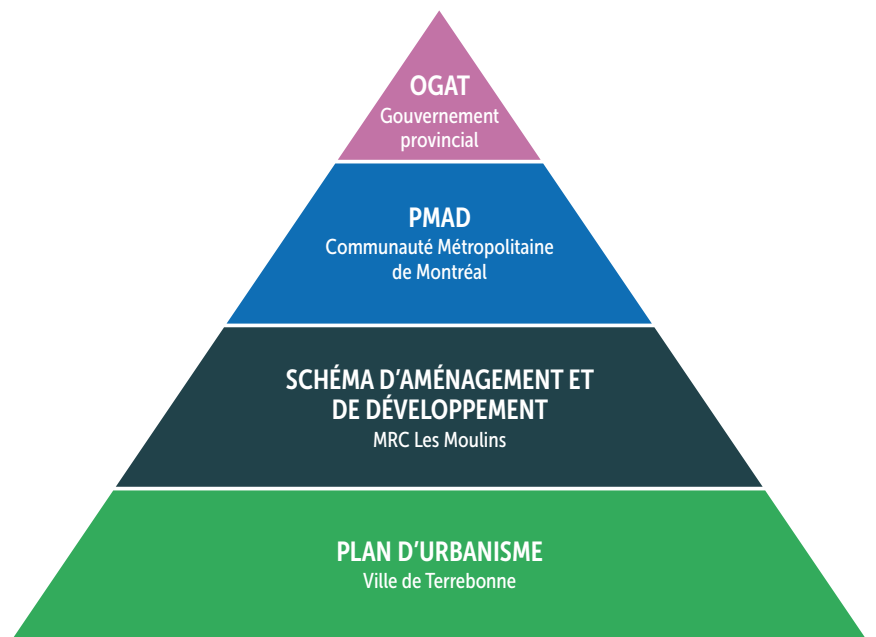 OGAT
Gouvernement
provincial
PMAD
Communauté Métropolitaine
de Montréal
SCHÉMA D’AMÉNAGEMENT ET
DE DÉVELOPPEMENT
MRC Les Moulins
PLAN D’URBANISME
Ville de Terrebonne